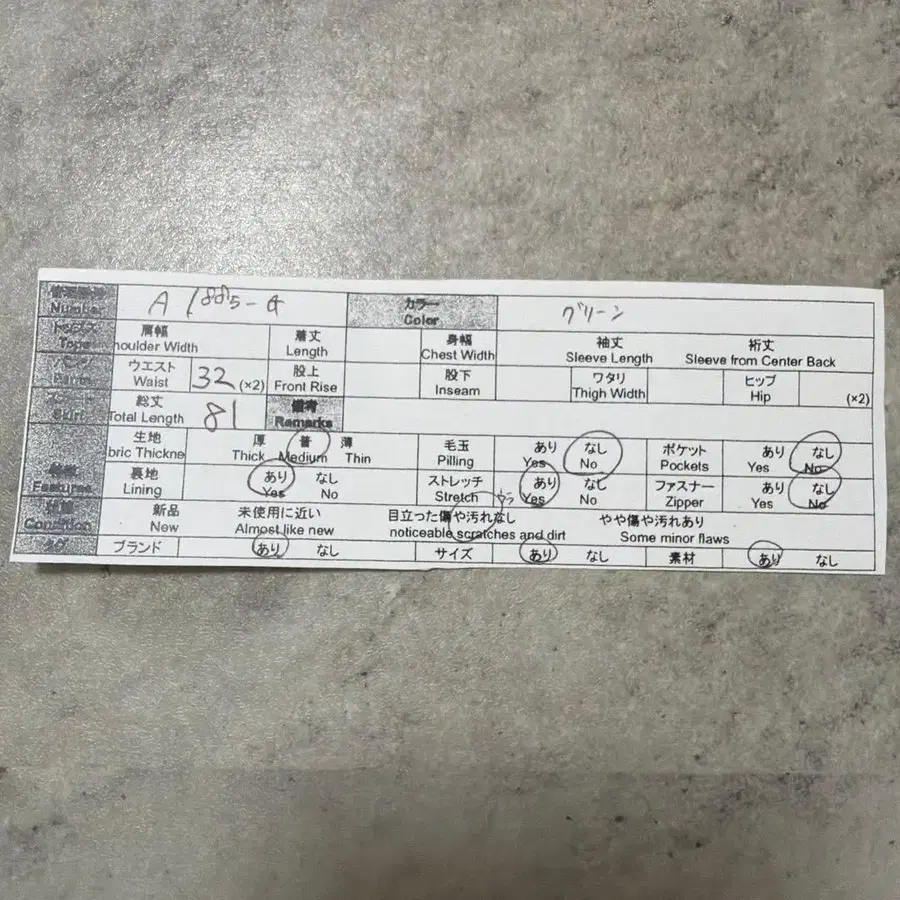 管理番号 A 1885-G カラー グリーン
Number Color
トップス 肩幅 着丈 身幅 袖丈 裄丈
Tops houlder Width Length Chest Width Sleeve Length Sleeve from Center Back
パンツ ウエスト 32 (×2) 股上 股下 ワタリ ヒップ (×2)
Pants Waist Front Rise Inseam Thigh Width Hip
スカート 総丈 81 備考
Skirt Total Length Remarks
生地 厚 普 薄 毛玉 あり なし ポケット あり なし
bric Thickne Thick Medium Thin Pilling Yes No Pockets Yes No
特徴 裏地 あり なし ストレッチ あり なし ファスナー あり なし
Features Lining Yes No Stretch Yes No Zipper Yes No
状態 新品 未使用に近い 目立った傷や汚れなし やや傷や汚れあり
Condition New Almost like new noticeable scratches and dirt Some minor flaws
タグ ブランド あり なし サイズ あり なし 素材 あり なし